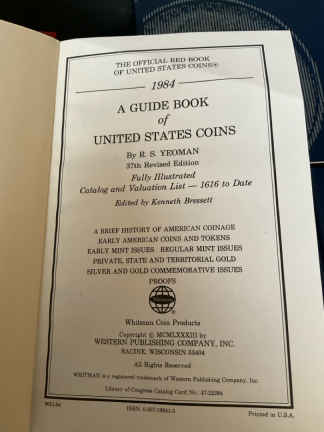 THE OFFICIAL RED BOOK
OF UNITED STATES COINS®
1984
A GUIDE BOOK
of
UNITED STATES COINS
By R. S. YEOMAN
37th Revised Edition
Fully Illustrated
Catalog and Valuation List — 1616 to Date
Edited by Kenneth Bressett
A BRIEF HISTORY OF AMERICAN COINAGE
EARLY AMERICAN COINS AND TOKENS
EARLY MINT ISSUES REGULAR MINT ISSUES
PRIVATE, STATE AND TERRITORIAL GOLD
SILVER AND GOLD COMMEMORATIVE ISSUES
PROOFS
Whitman Coin Products
Copyright © MCMLXXXIII by
WESTERN PUBLISHING COMPANY, INC.
RACINE, WISCONSIN 53404
All Rights Reserved
WHITMAN is a registered trademark of Western Publishing Company, Inc.
Library of Congress Catalog Card No.
ISBN:
Printed in U.S.A.